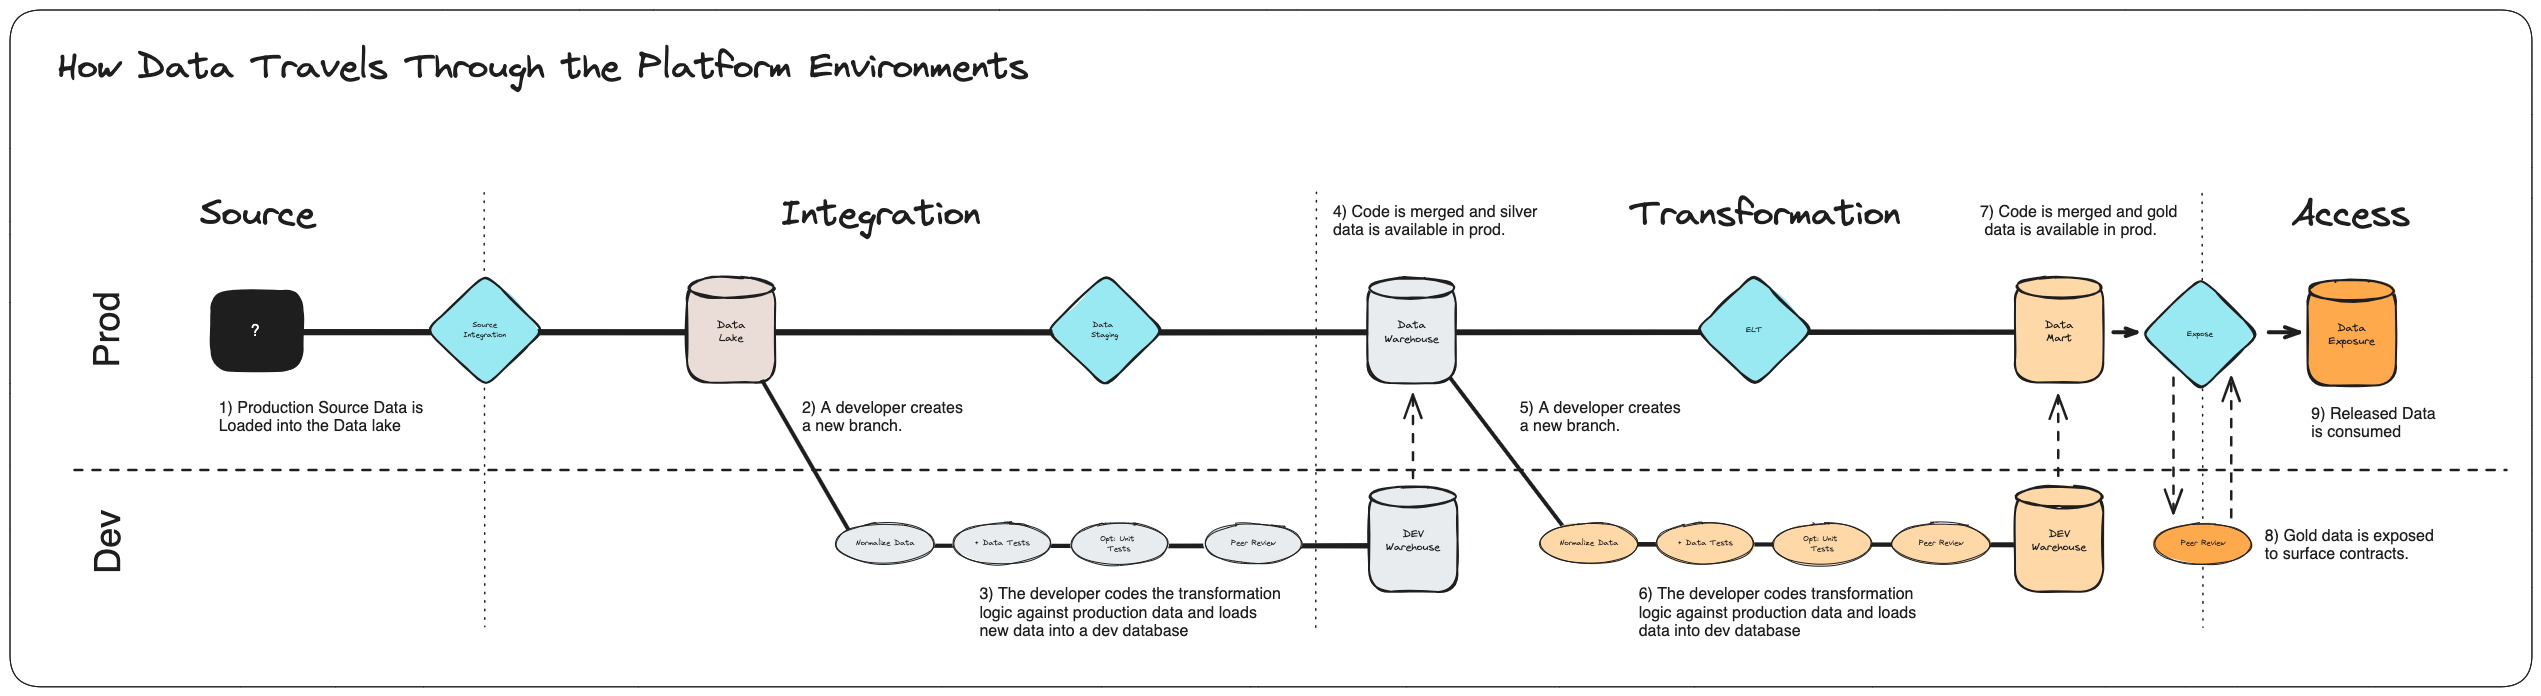 How Data Travels Through the Platform Environments
Source
Integration
4) Code is merged and silver
data is available in prod.
Transformation
7) Code is merged and gold
data is available in prod.
Access
Prod
?
Source
Integration
Data
Lake
Data
Staging
Data
Warehouse
ELT
Data
Mart
Expose
Data
Exposure
1) Production Source Data is
Loaded into the Data lake
2) A developer creates
a new branch.
5) A developer creates
a new branch.
9) Released Data
is consumed
Dev
Normalize Data
+ Data Tests
Opt: Unit
Tests
Peer Review
DEV
Warehouse
Normalize Data
+ Data Tests
Opt: Unit
Tests
Peer Review
DEV
Warehouse
Peer Review
8) Gold data is exposed
to surface contracts.
3) The developer codes the transformation
logic against production data and loads
new data into a dev database
6) The developer codes transformation
logic against production data and loads
data into dev database